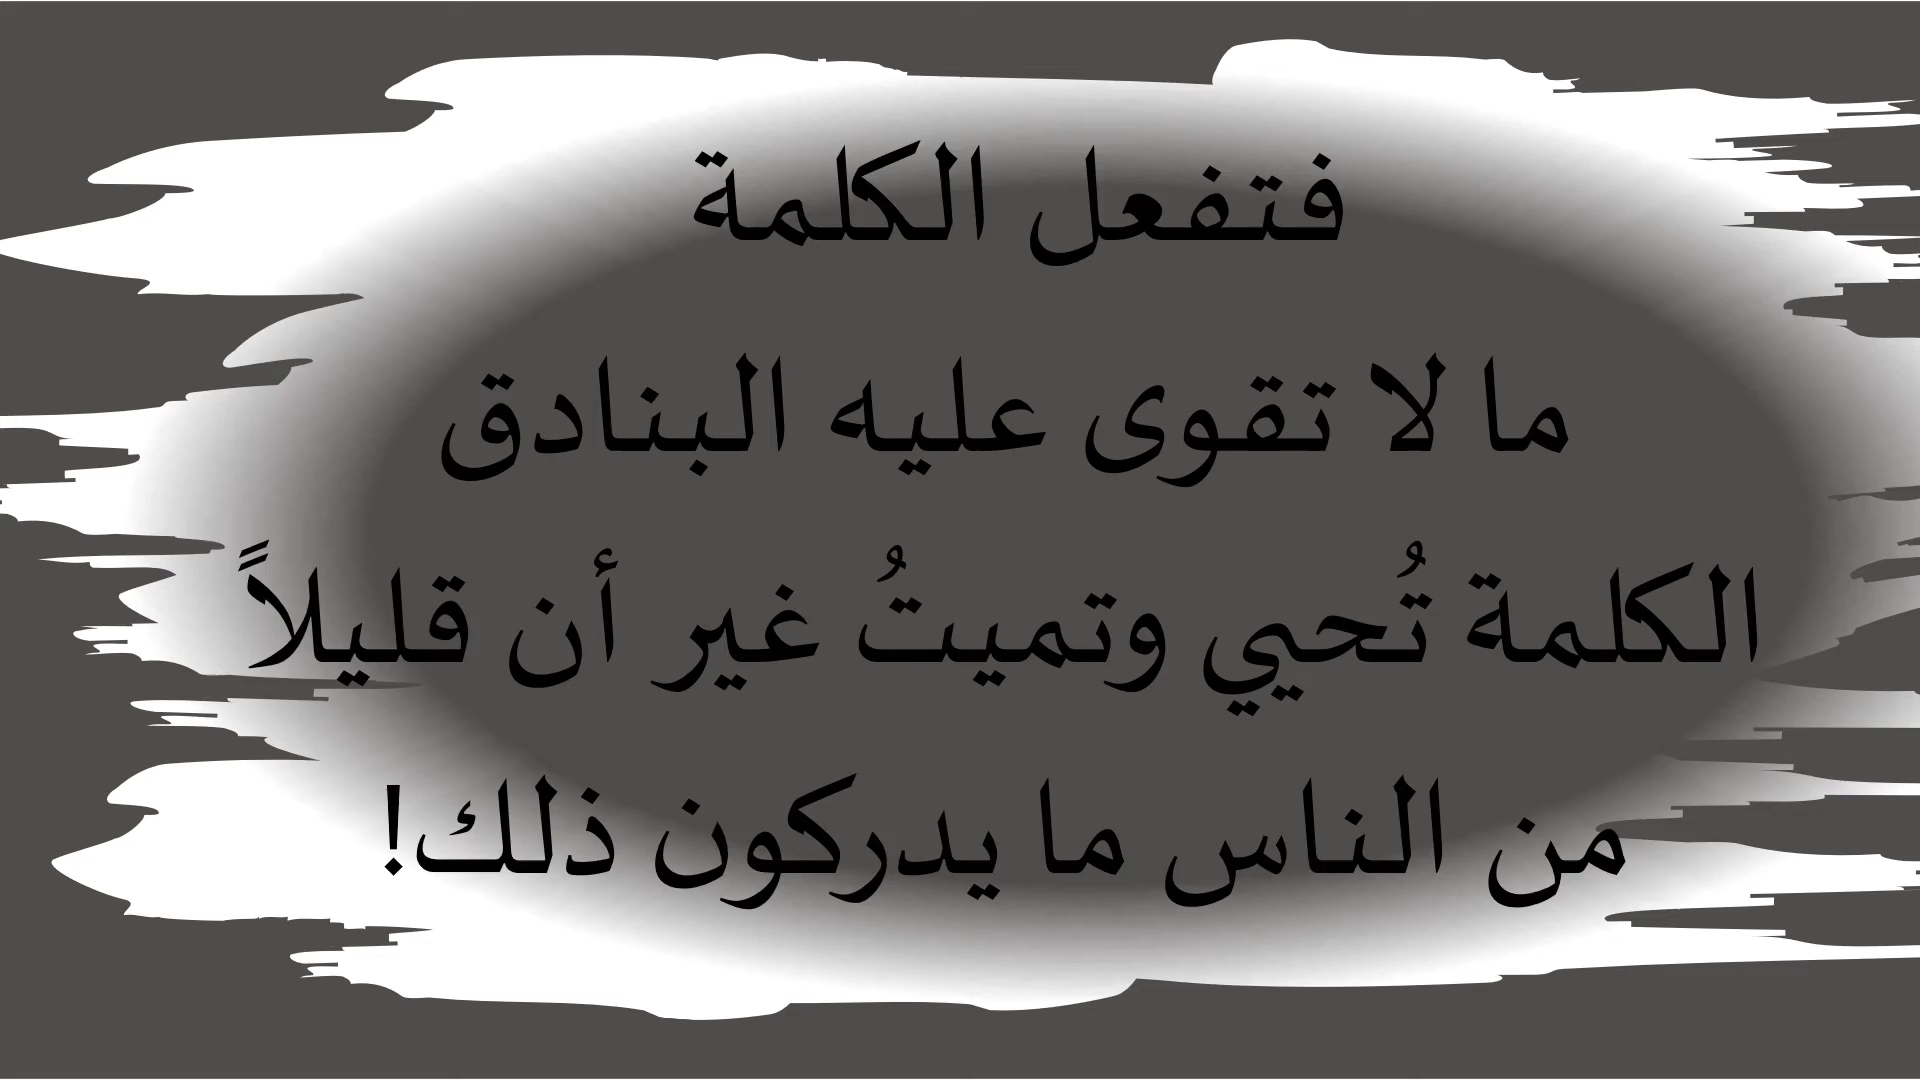 فتفعل الكلمة
ما لا تقوى عليه البنادق
الكلمة تُحيي وتميتُ غير أن قليلاً
من الناس ما يدركون ذلك!